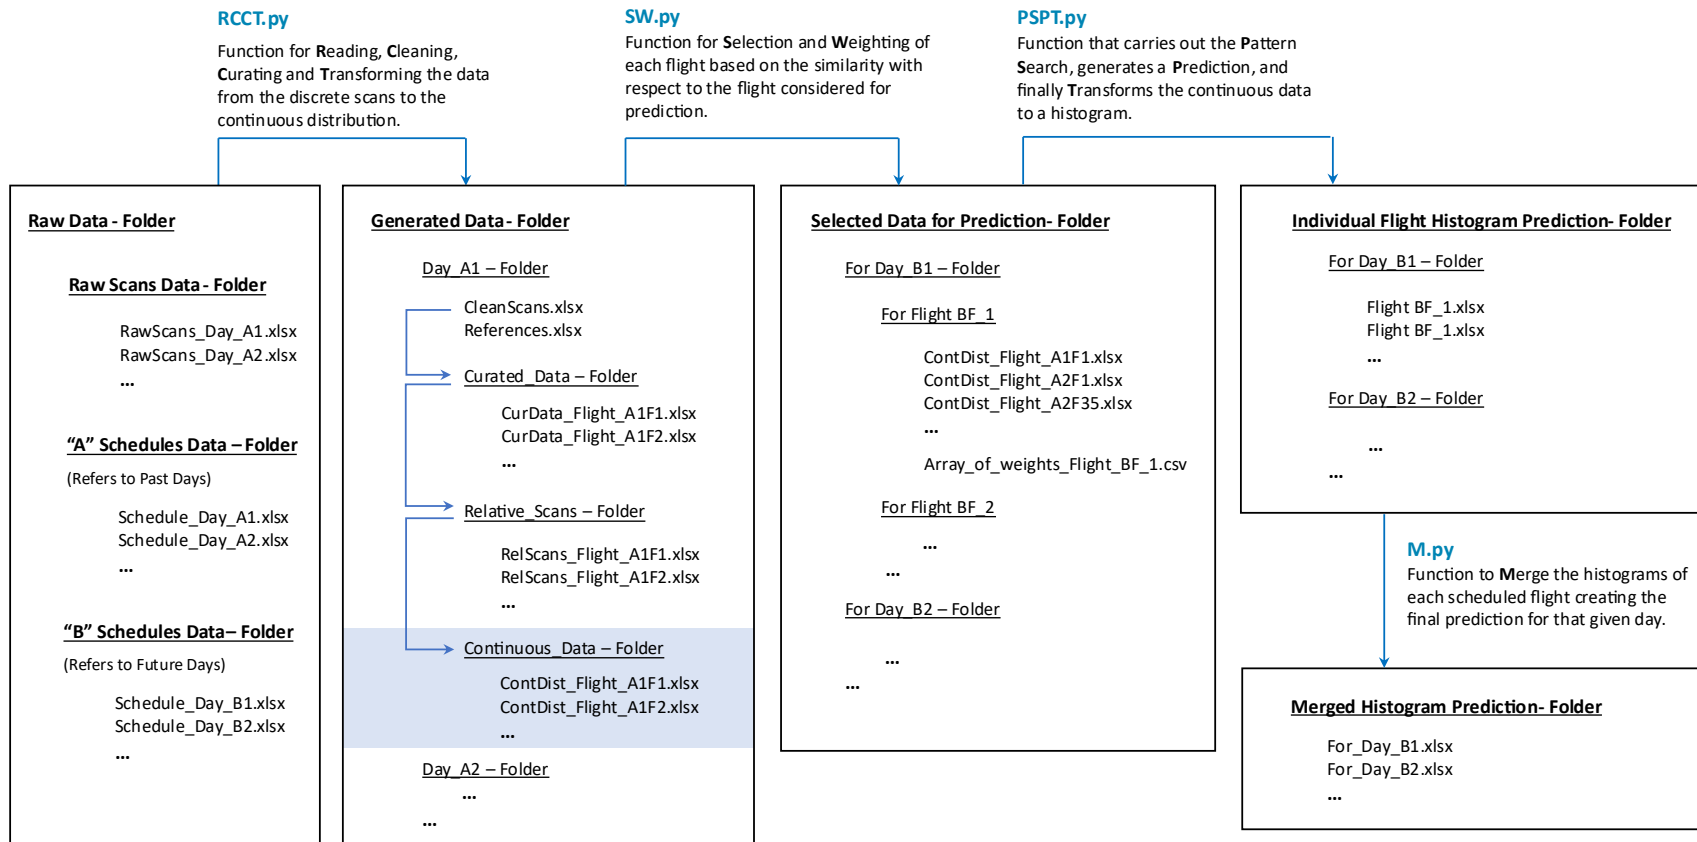 RCCT.py
Function for Reading, Cleaning,
Curating and Transforming the data
from the discrete scans to the
continuous distribution.
SW.py
Function for Selection and Weighting of
each flight based on the similarity with
respect to the flight considered for
prediction.
PSPT.py
Function that carries out the Pattern
Search, generates a Prediction, and
finally Transforms the continuous data
to a histogram.
Raw Data - Folder
Raw Scans Data - Folder
RawScans_Day_A1.xlsx
RawScans_Day_A2.xlsx
...
“A” Schedules Data – Folder
(Refers to Past Days)
Schedule_Day_A1.xlsx
Schedule_Day_A2.xlsx
...
“B” Schedules Data– Folder
(Refers to Future Days)
Schedule_Day_B1.xlsx
Schedule_Day_B2.xlsx
...
Generated Data- Folder
Day_A1 – Folder
CleanScans.xlsx
References.xlsx
Curated_Data – Folder
CurData_Flight_A1F1.xlsx
CurData_Flight_A1F2.xlsx
...
Relative_Scans – Folder
RelScans_Flight_A1F1.xlsx
RelScans_Flight_A1F2.xlsx
...
Continuous_Data – Folder
ContDist_Flight_A1F1.xlsx
ContDist_Flight_A1F2.xlsx
...
Day_A2 – Folder
...
...
Selected Data for Prediction- Folder
For Day_B1 – Folder
For Flight BF_1
ContDist_Flight_A1F1.xlsx
ContDist_Flight_A2F1.xlsx
ContDist_Flight_A2F35.xlsx
...
Array_of_weights_Flight_BF_1.csv
For Flight BF_2
...
...
For Day_B2 – Folder
...
...
Individual Flight Histogram Prediction- Folder
For Day_B1 – Folder
Flight BF_1.xlsx
Flight BF_1.xlsx
...
For Day_B2 – Folder
...
...
M.py
Function to Merge the histograms of
each scheduled flight creating the
final prediction for that given day.
Merged Histogram Prediction- Folder
For_Day_B1.xlsx
For_Day_B2.xlsx
...